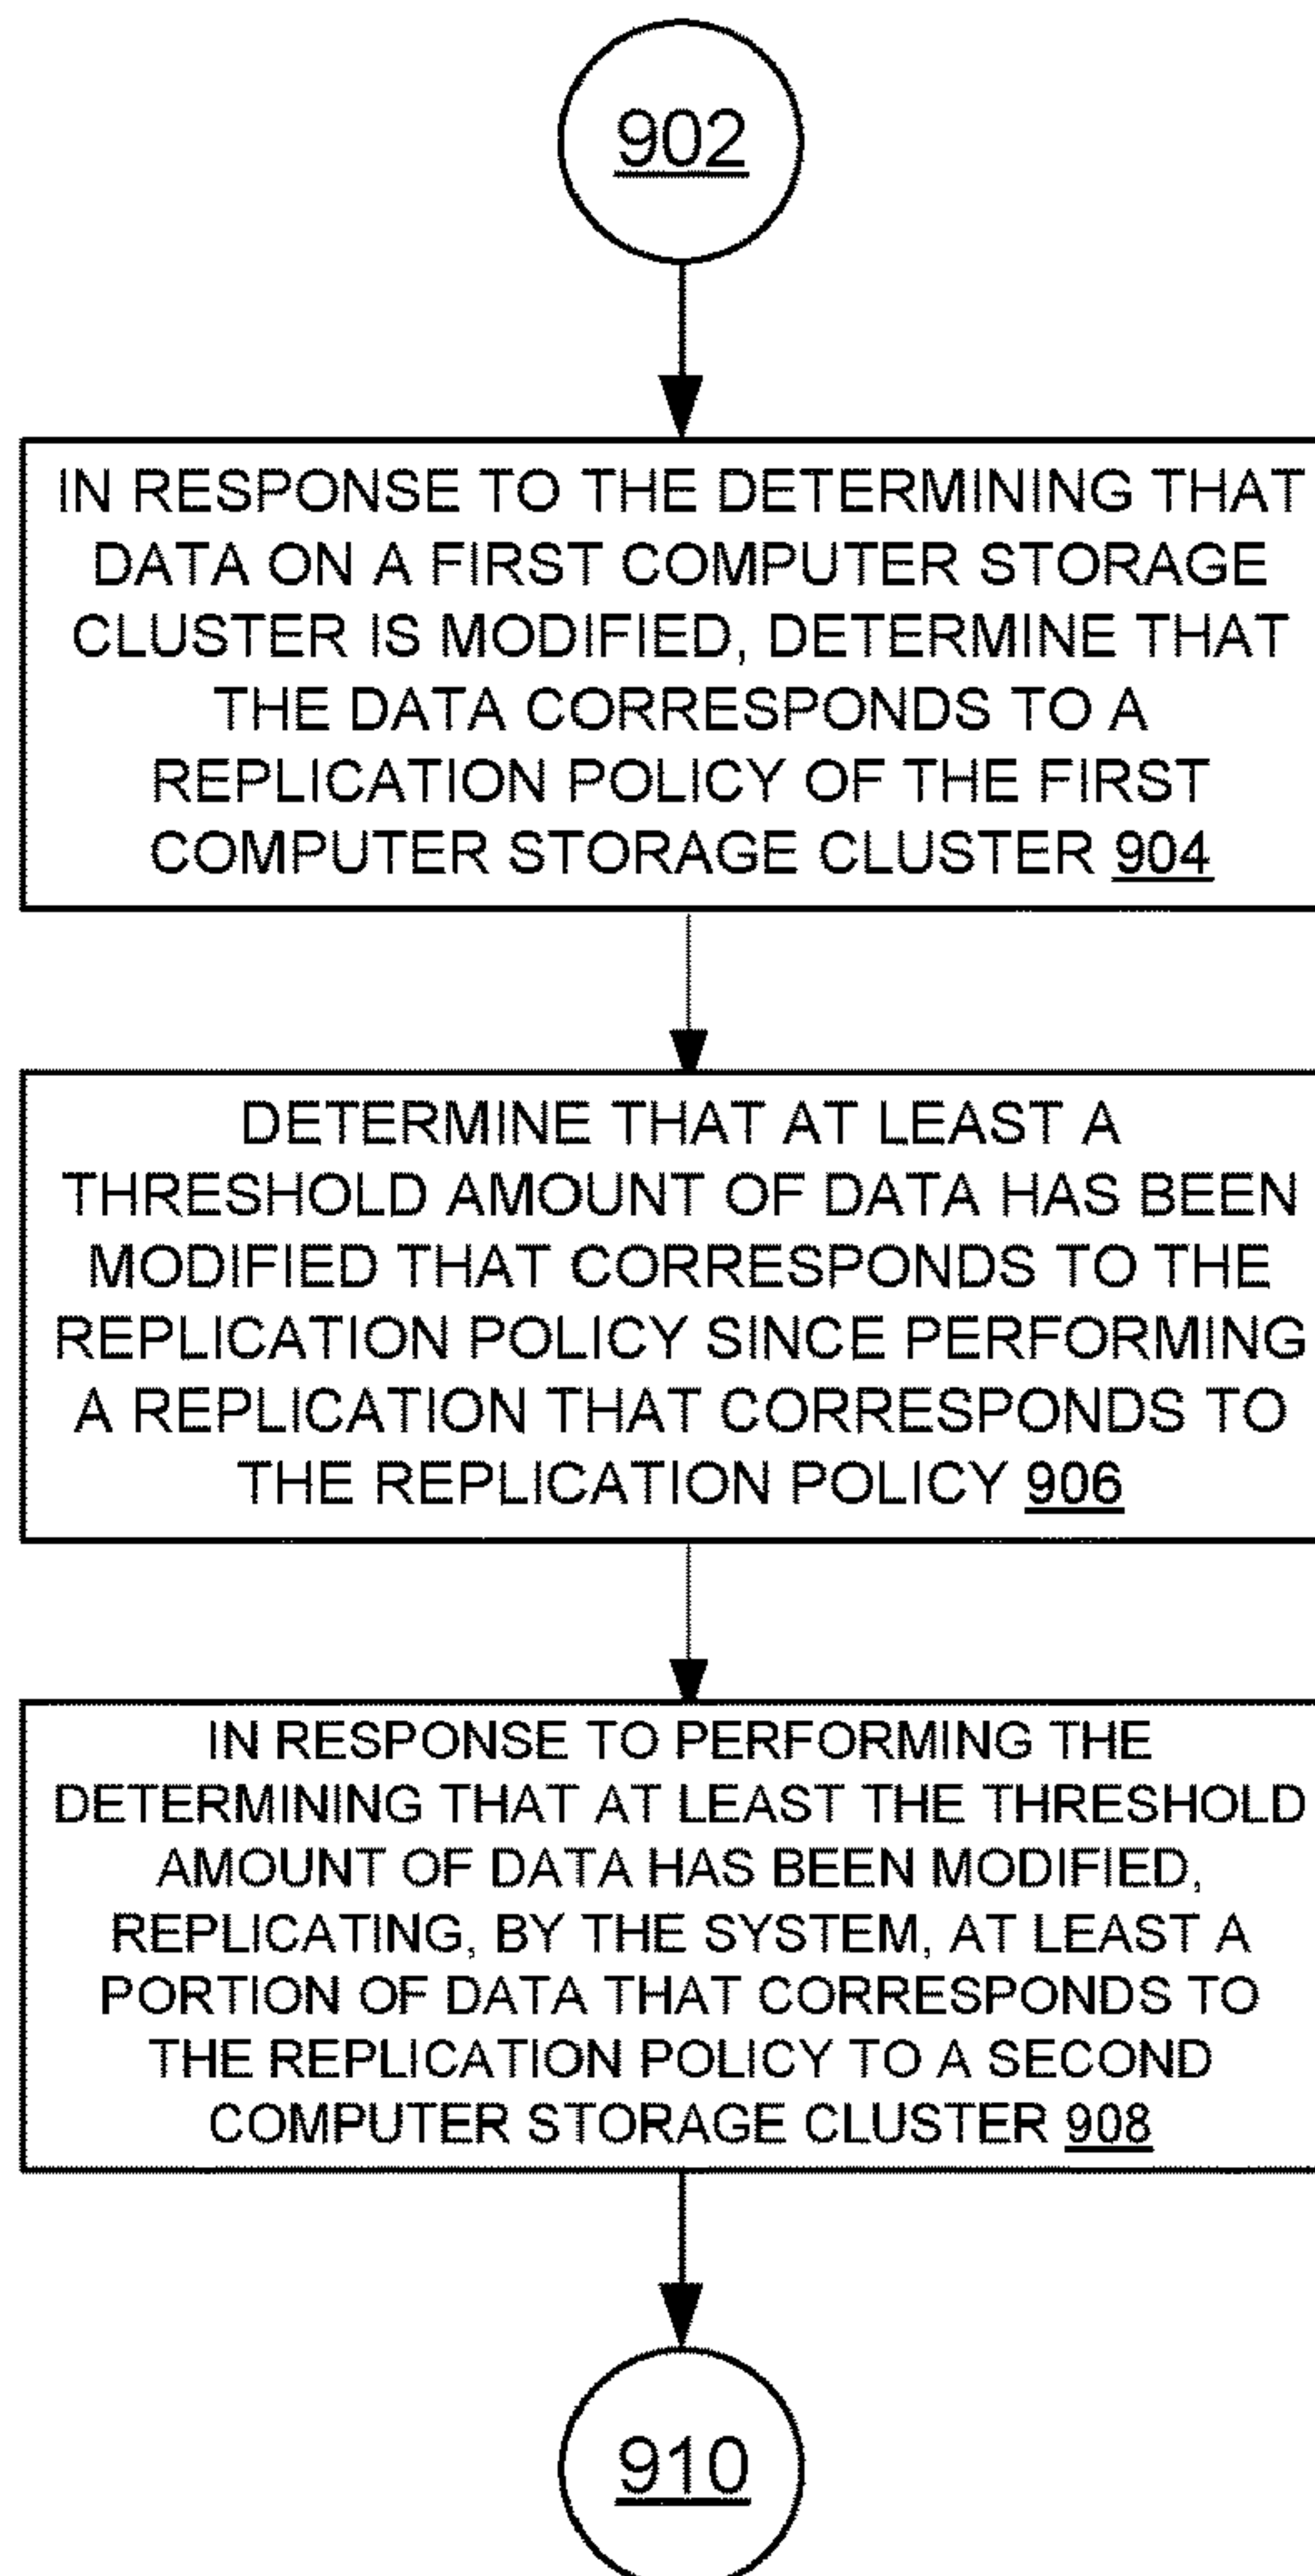 902
IN RESPONSE TO THE DETERMINING THAT
DATA ON A FIRST COMPUTER STORAGE
CLUSTER IS MODIFIED, DETERMINE THAT
THE DATA CORRESPONDS TO A
REPLICATION POLICY OF THE FIRST
COMPUTER STORAGE CLUSTER 904
DETERMINE THAT AT LEAST A
THRESHOLD AMOUNT OF DATA HAS BEEN
MODIFIED THAT CORRESPONDS TO THE
REPLICATION POLICY SINCE PERFORMING
A REPLICATION THAT CORRESPONDS TO
THE REPLICATION POLICY 906
IN RESPONSE TO PERFORMING THE
DETERMINING THAT AT LEAST THE THRESHOLD
AMOUNT OF DATA HAS BEEN MODIFIED,
REPLICATING, BY THE SYSTEM, AT LEAST A
PORTION OF DATA THAT CORRESPONDS TO
THE REPLICATION POLICY TO A SECOND
COMPUTER STORAGE CLUSTER 908
910